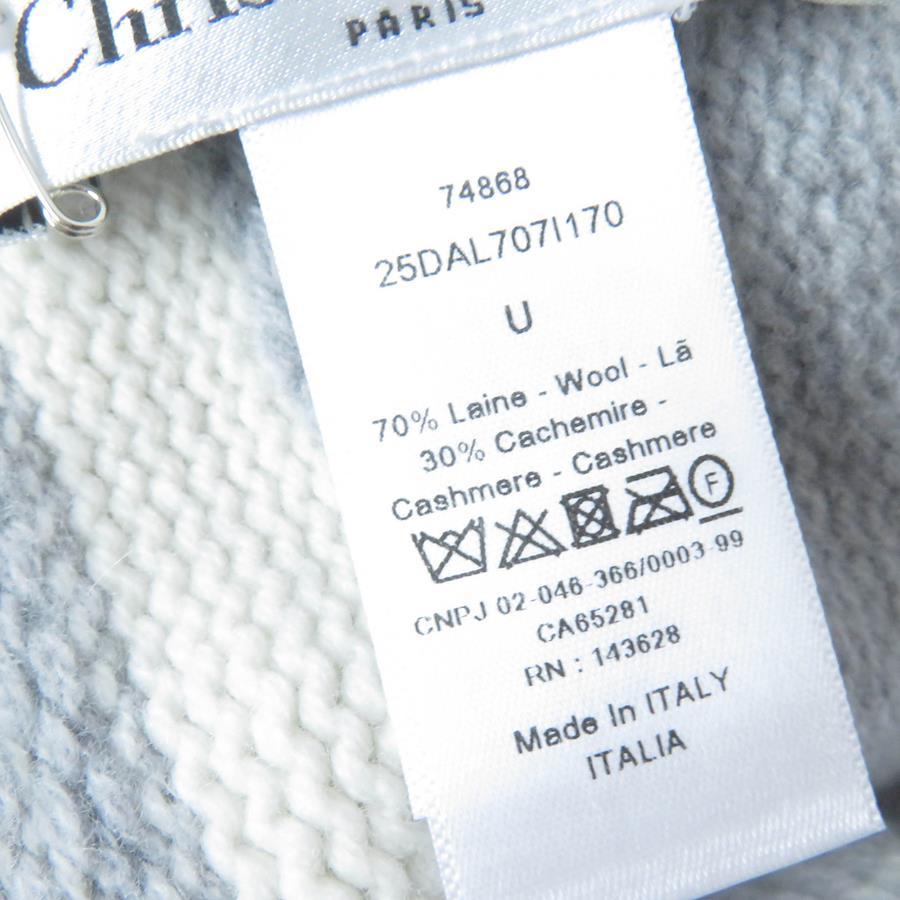 PARIS
74868
25DAL707I170
U
70% Laine - Wool - Lã
30% Cachemire -
Cashmere - Cashmere
F
CNPJ 02-046-366/0003-99
CA65281
RN : 143628
Made In ITALY
ITALIA